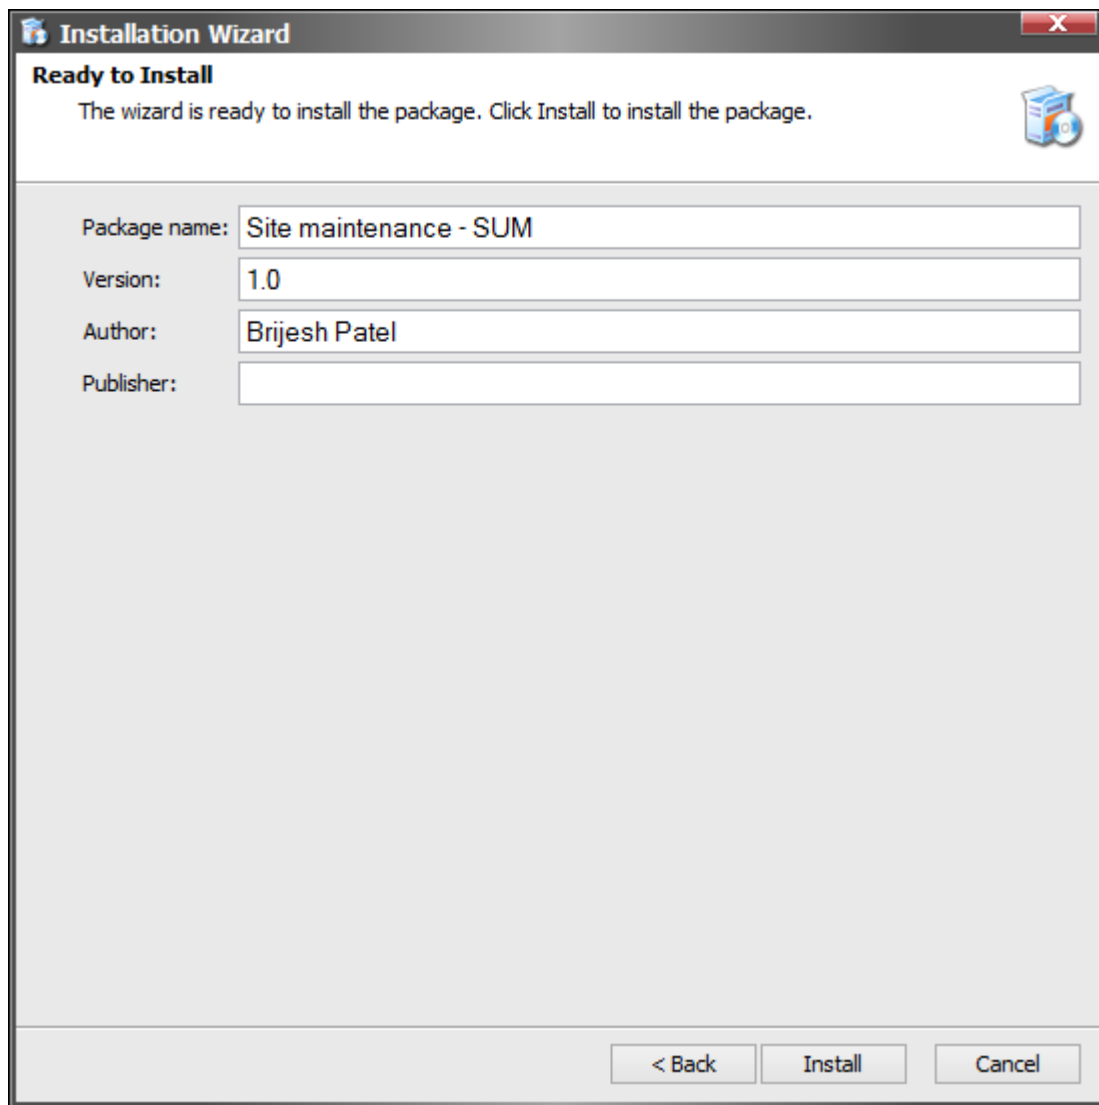 Installation Wizard
Ready to Install
The wizard is ready to install the package. Click Install to install the package.
Package name: Site maintenance - SUM
Version: 1.0
Author: Brijesh Patel
Publisher:
< Back Install Cancel